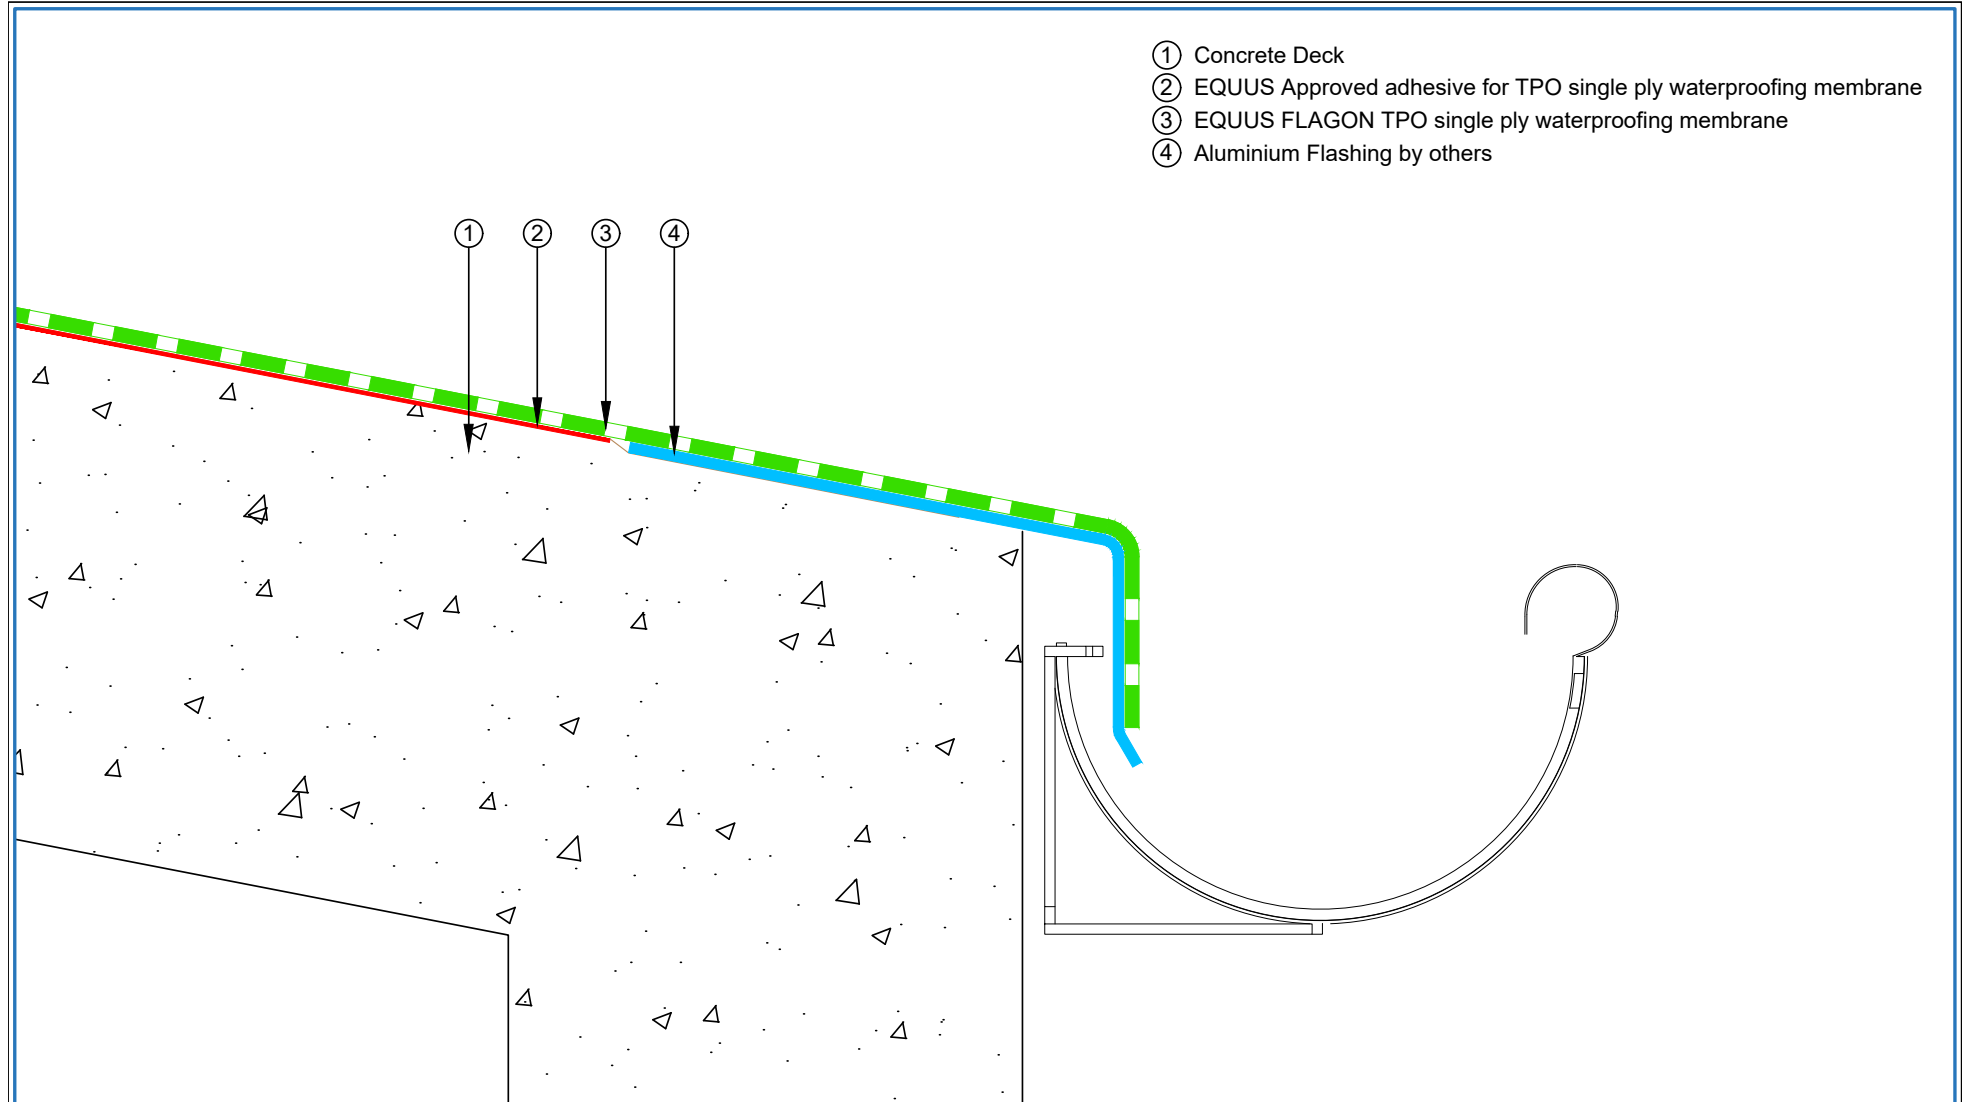 ① Concrete Deck
② EQUUS Approved adhesive for TPO single ply waterproofing membrane
③ EQUUS FLAGON TPO single ply waterproofing membrane
④ Aluminium Flashing by others
① ② ③ ④